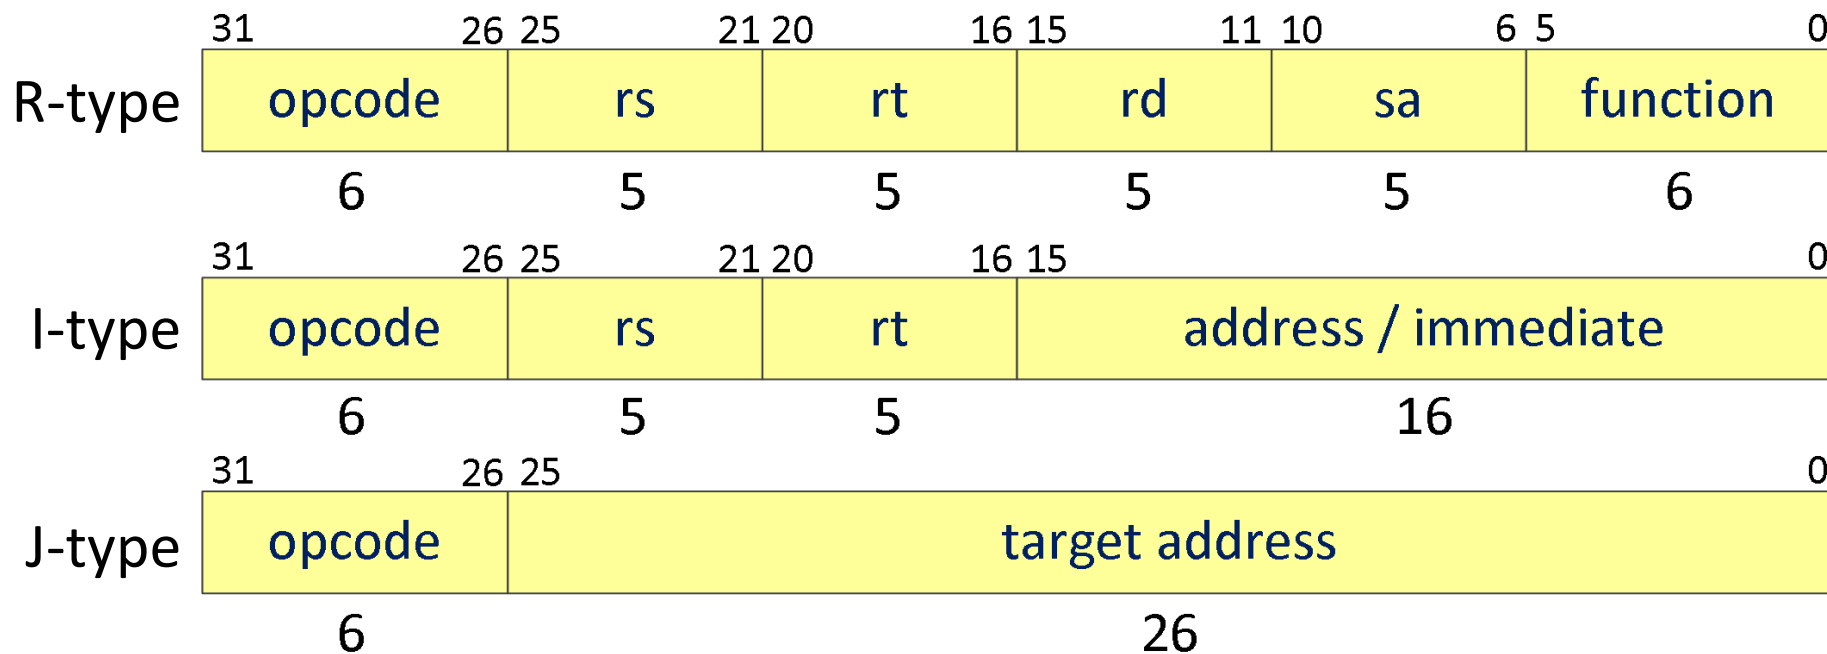 31 26 25 21 20 16 15 11 10 6 5 0
R-type opcode rs rt rd sa function
6 5 5 5 5 6
31 26 25 21 20 16 15 0
I-type opcode rs rt address / immediate
6 5 5 16
31 26 25 0
J-type opcode target address
6 26